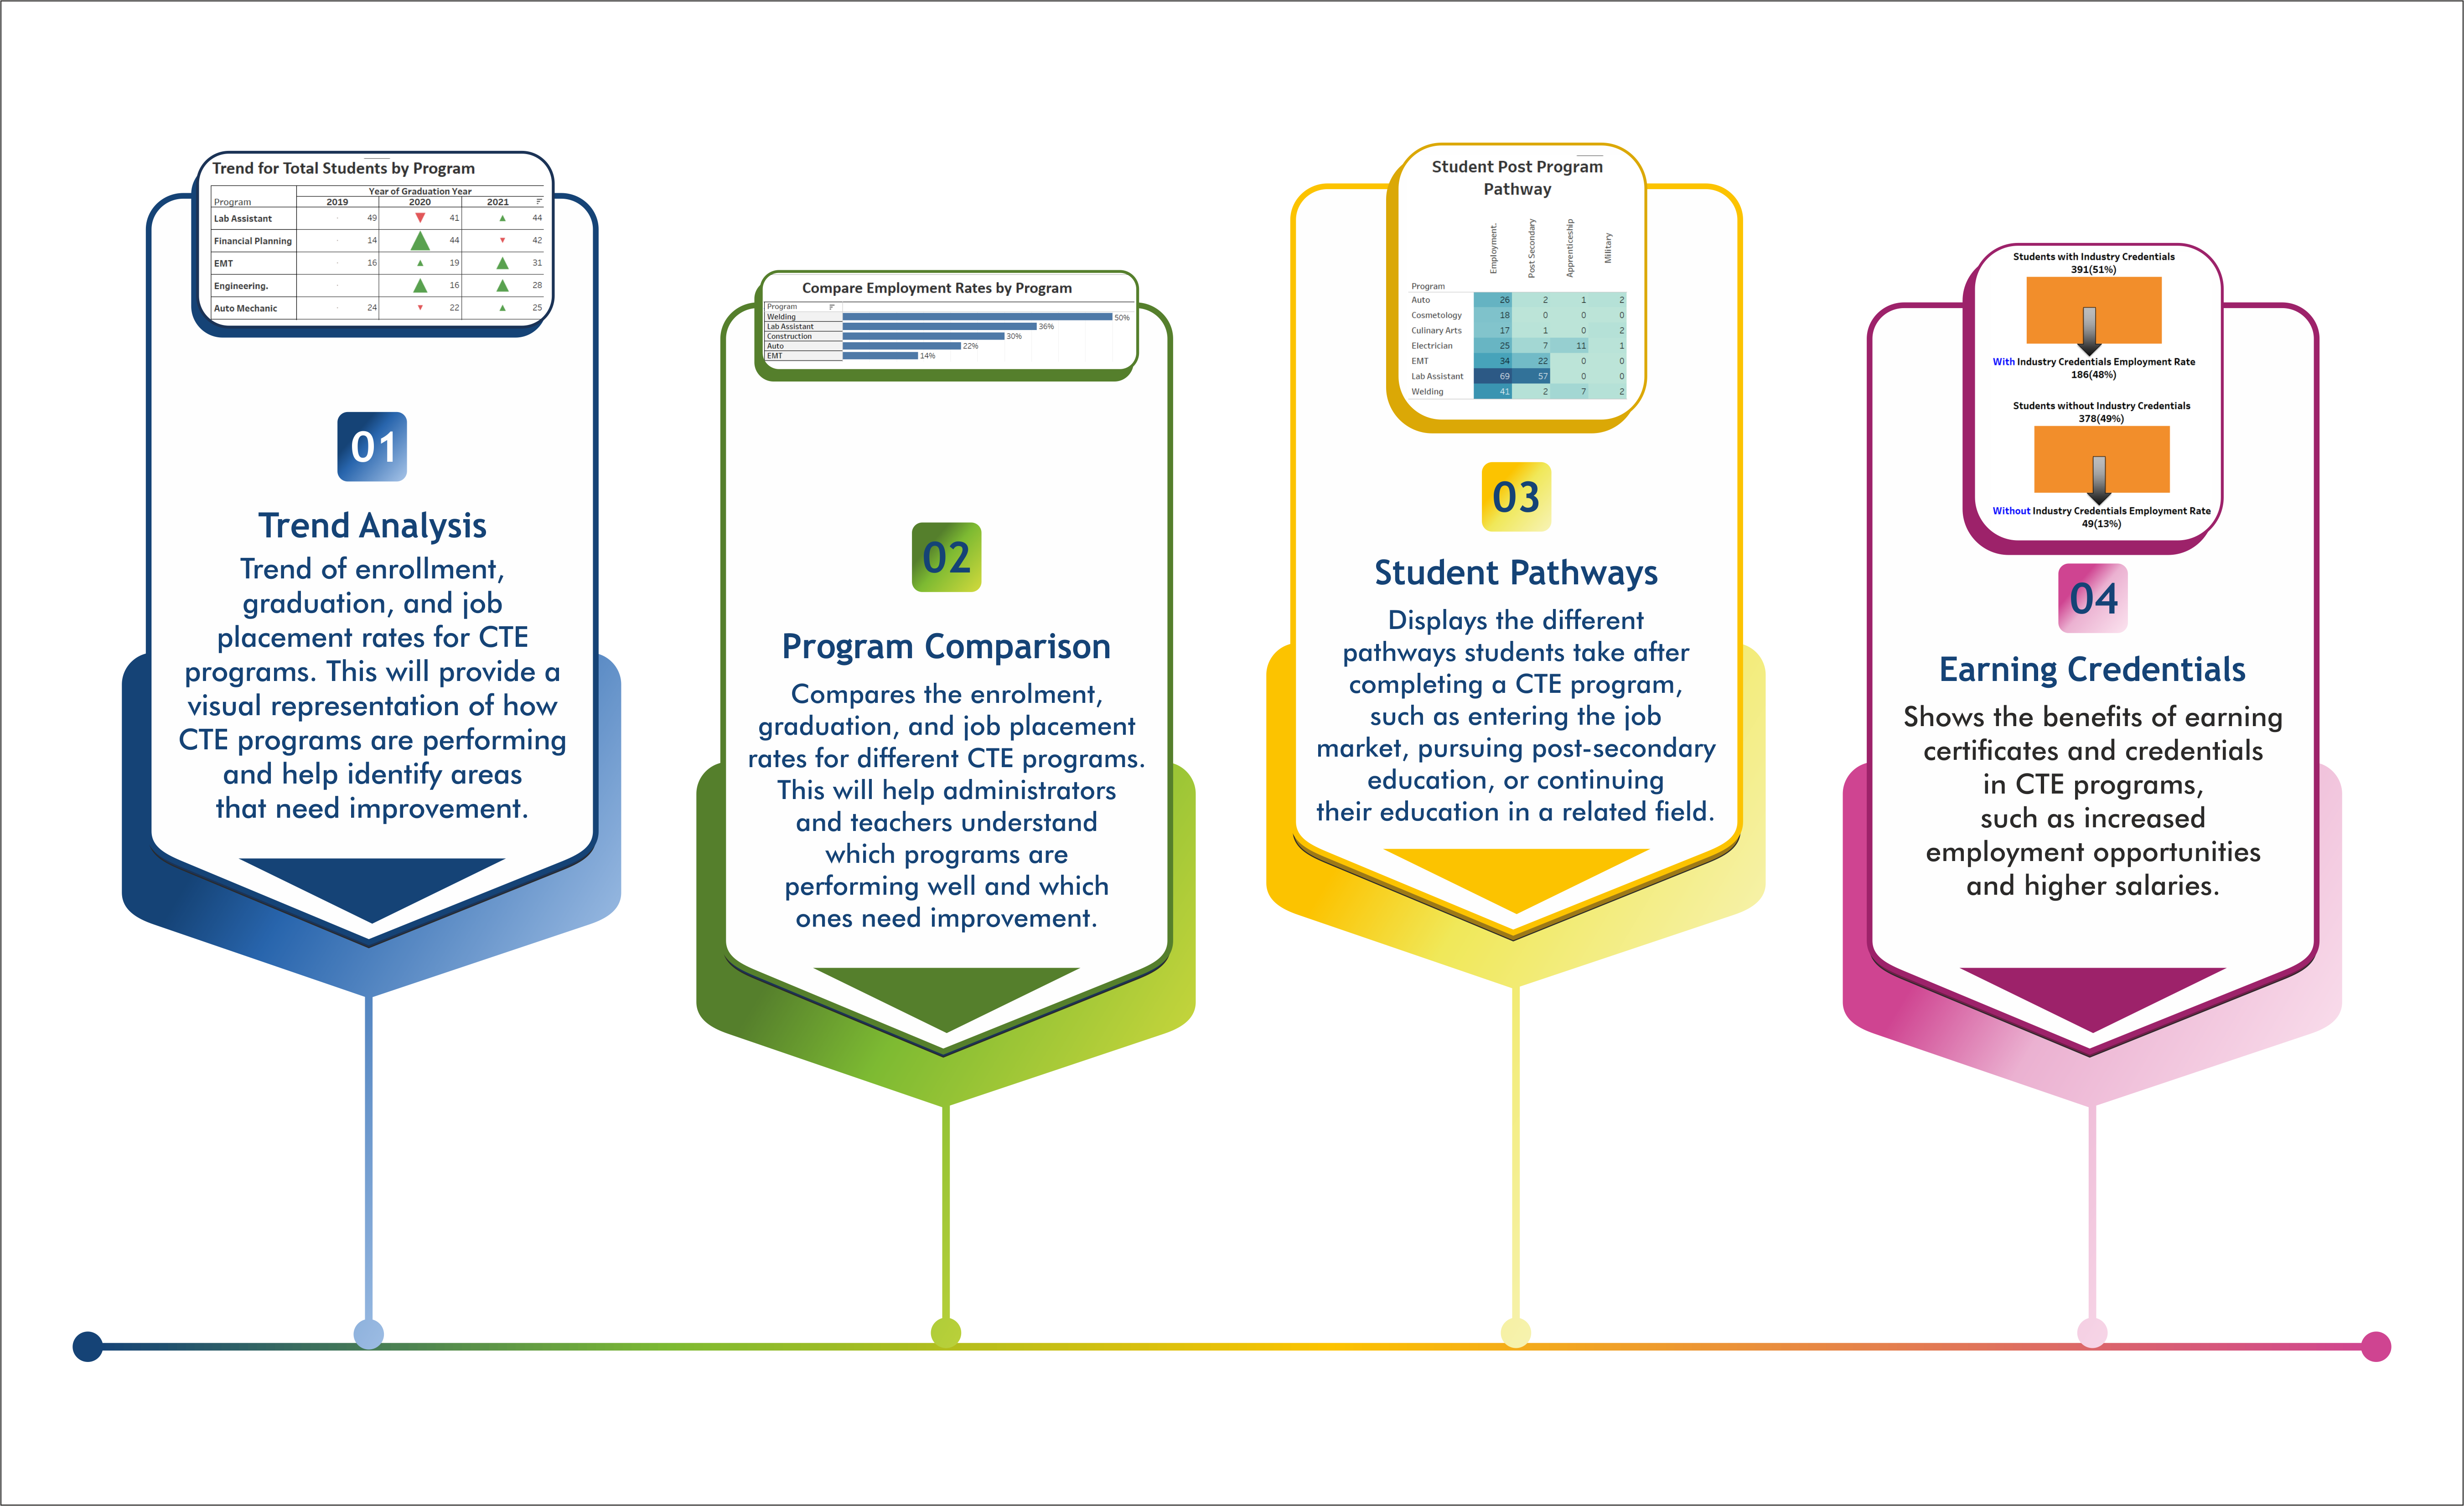 Trend for Total Students by Program
Year of Graduation Year
Program 2019 2020 2021
Lab Assistant 49 41 44
Financial Planning 14 44 42
EMT 16 19 31
Engineering. 16 28
Auto Mechanic 24 22 25
01
Trend Analysis
Trend of enrollment,
graduation, and job
placement rates for CTE
programs. This will provide a
visual representation of how
CTE programs are performing
and help identify areas
that need improvement.
Compare Employment Rates by Program
Program
Welding 50%
Lab Assistant 36%
Construction 30%
Auto 22%
EMT 14%
02
Program Comparison
Compares the enrolment,
graduation, and job placement
rates for different CTE programs.
This will help administrators
and teachers understand
which programs are
performing well and which
ones need improvement.
Student Post Program
Pathway
Program Employment. Post Secondary Apprenticeship Military
Auto 26 2 1 2
Cosmetology 18 0 0 0
Culinary Arts 17 1 0 2
Electrician 25 7 11 1
EMT 34 22 0 0
Lab Assistant 69 57 0 0
Welding 41 2 7 2
03
Student Pathways
Displays the different
pathways students take after
completing a CTE program,
such as entering the job
market, pursuing post-secondary
education, or continuing
their education in a related field.
Students with Industry Credentials
391(51%)
With Industry Credentials Employment Rate
186(48%)
Students without Industry Credentials
378(49%)
Without Industry Credentials Employment Rate
49(13%)
04
Earning Credentials
Shows the benefits of earning
certificates and credentials
in CTE programs,
such as increased
employment opportunities
and higher salaries.